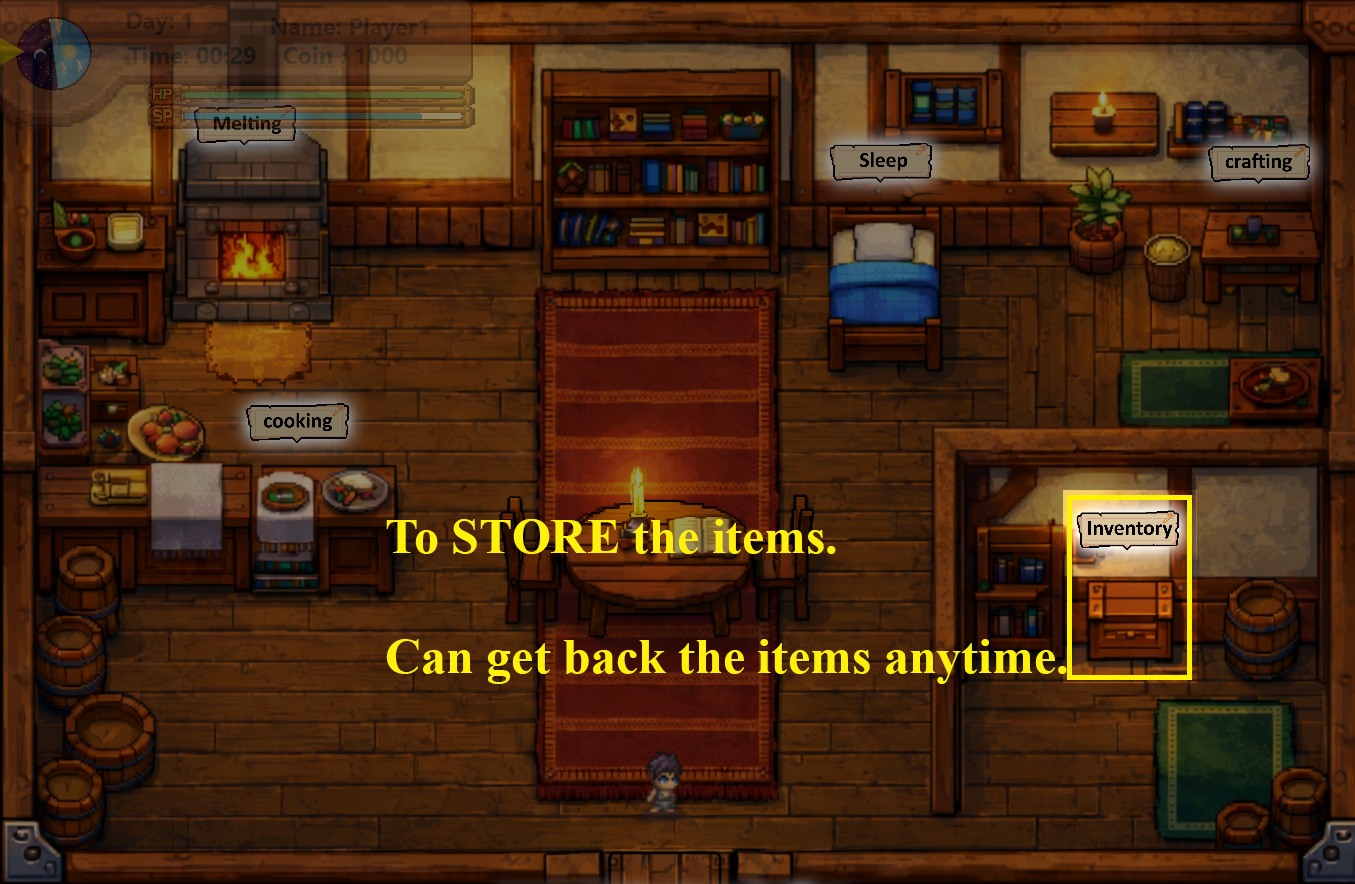 Day: 1
Name: Player1
Time: 00:29
Coin : 1000
HP
SP
Melting
Sleep
crafting
cooking
Inventory
To STORE the items.
Can get back the items anytime.